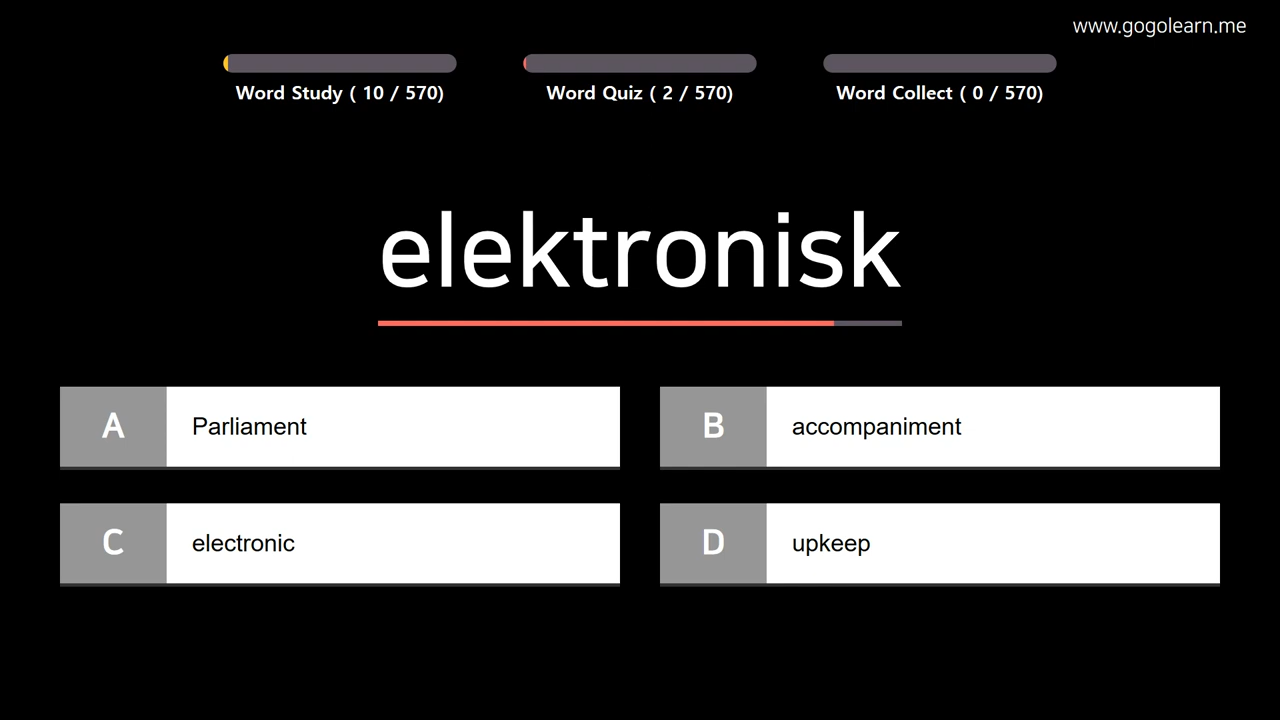 www.gogolearn.me
Word Study ( 10 / 570)
Word Quiz ( 2 / 570)
Word Collect ( 0 / 570)
elektronisk
A Parliament
B accompaniment
C electronic
D upkeep